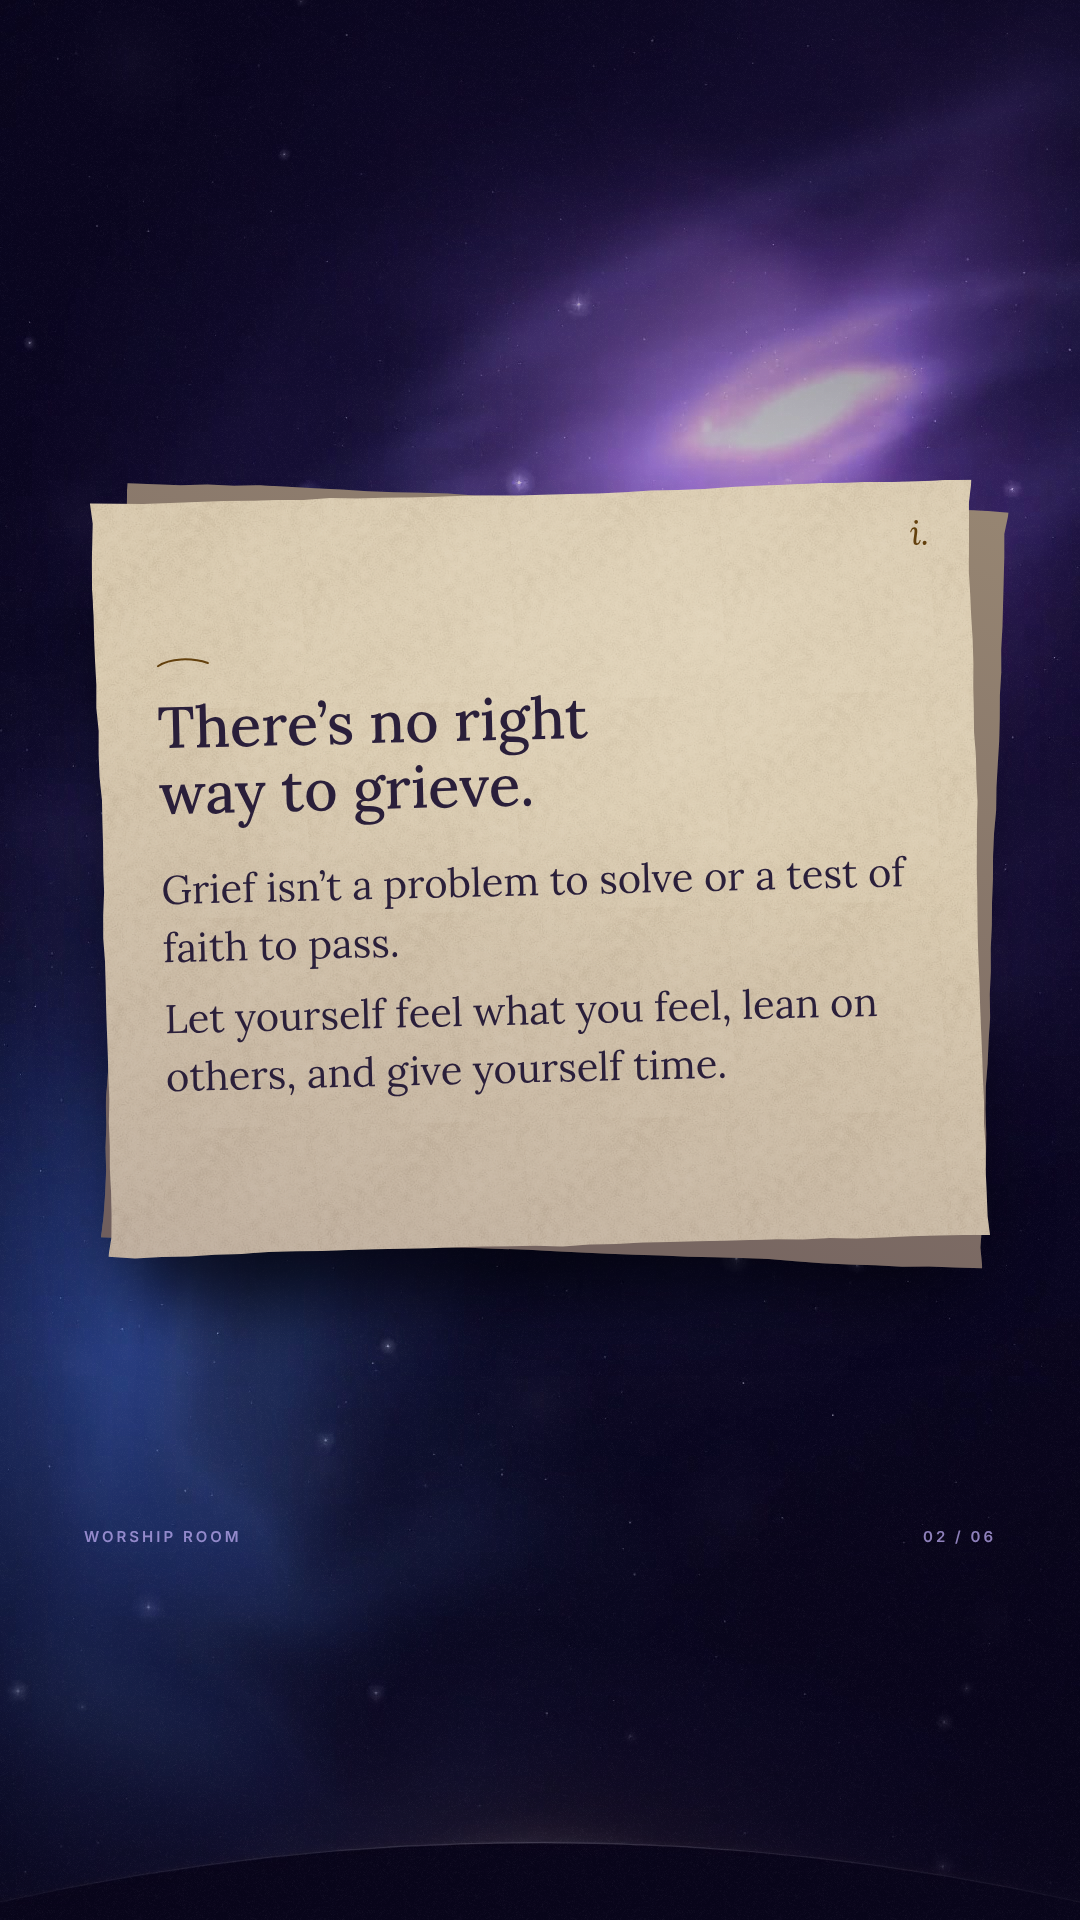 i.
There’s no right
way to grieve.
Grief isn’t a problem to solve or a test of
faith to pass.
Let yourself feel what you feel, lean on
others, and give yourself time.
WORSHIP ROOM
02 / 06